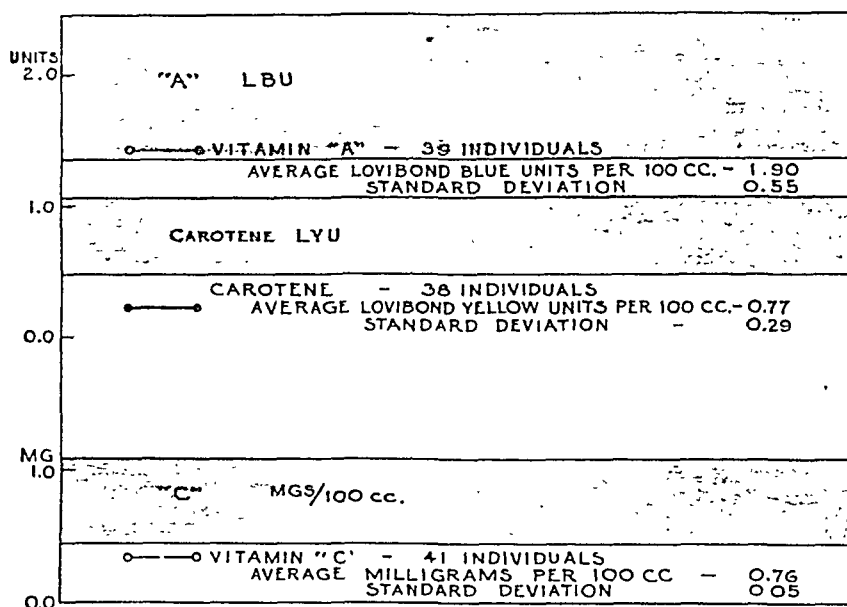 UNITS
2.0
"A" LBU
VITAMIN "A" - 39 INDIVIDUALS
AVERAGE LOVIBOND BLUE UNITS PER 100 CC. - 1.90
STANDARD DEVIATION 0.55
1.0
CAROTENE LYU
CAROTENE - 38 INDIVIDUALS
AVERAGE LOVIBOND YELLOW UNITS PER 100 CC. - 0.77
STANDARD DEVIATION - 0.29
0.0
MG
1.0
"C" MGS/100 CC.
VITAMIN "C' - 41 INDIVIDUALS
AVERAGE MILLIGRAMS PER 100 CC - 0.76
STANDARD DEVIATION 0.05
0.0